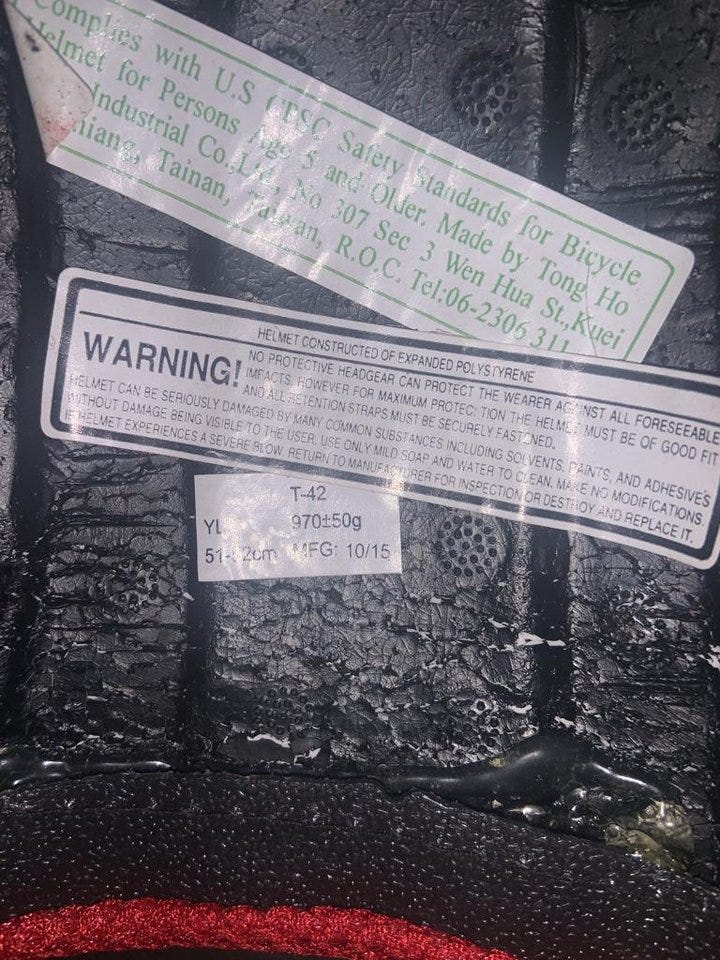 Complies with U.S CPSC Safety Standards for Bicycle
Helmet for Persons Age 5 and Older. Made by Tong Ho
Industrial Co., Ltd, No 307 Sec 3 Wen Hua St., Kuei
Tainan, Taiwan, R.O.C. Tel:06-2306 311
HELMET CONSTRUCTED OF EXPANDED POLYSTYRENE
WARNING! NO PROTECTIVE HEADGEAR CAN PROTECT THE WEARER AGAINST ALL FORESEEABLE
IMFACTS. HOWEVER FOR MAXIMUM PROTEC: TION THE HELMET MUST BE OF GOOD FIT
AND ALL RETENTION STRAPS MUST BE SECURELY FASTENED.
HELMET CAN BE SERIOUSLY DAMAGED BY MANY COMMON SUBSTANCES INCLUDING SOLVENTS, PAINTS, AND ADHESIVES
WITHOUT DAMAGE BEING VISIBLE TO THE USER. USE ONLY MILD SOAP AND WATER TO CLEAN. MAKE NO MODIFICATIONS.
IF HELMET EXPERIENCES A SEVERE BLOW. RETURN TO MANUFACTURER FOR INSPECTION OR DESTROY AND REPLACE IT.
T-42
YL 970±50g
MFG: 10/15